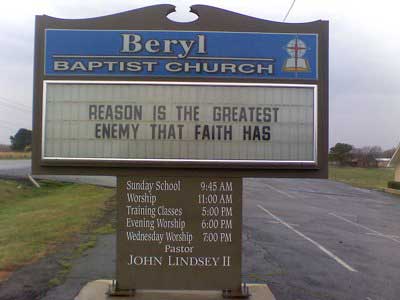 Beryl
BAPTIST CHURCH
REASON IS THE GREATEST
ENEMY THAT FAITH HAS
Sunday School 9:45 AM
Worship 11:00 AM
Training Classes 5:00 PM
Evening Worship 6:00 PM
Wednesday Worship 7:00 PM
Pastor
JOHN LINDSEY II